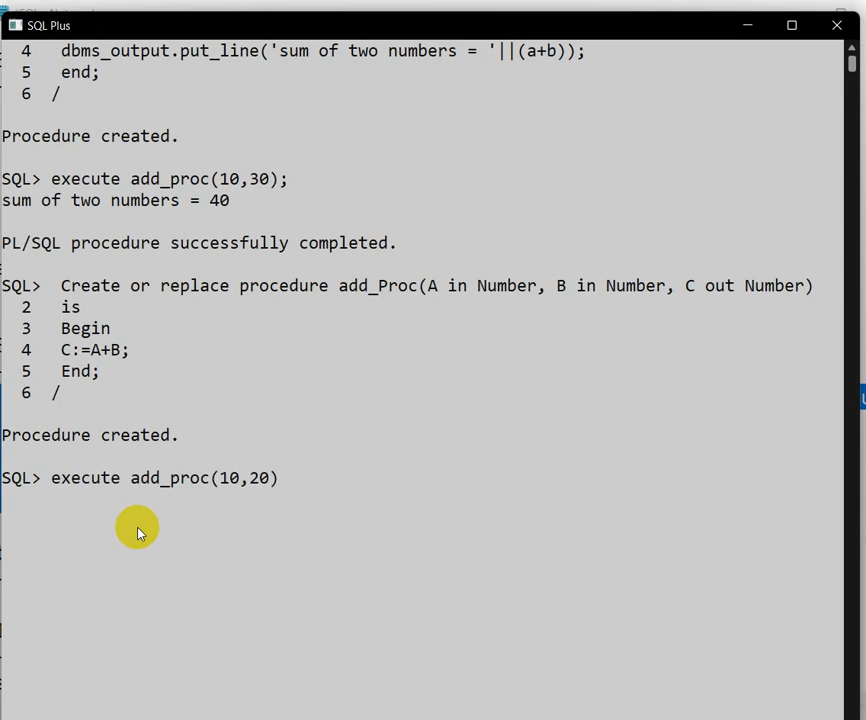 SQL Plus
4 dbms_output.put_line('sum of two numbers = '||(a+b));
5 end;
6 /
Procedure created.
SQL> execute add_proc(10,30);
sum of two numbers = 40
PL/SQL procedure successfully completed.
SQL> Create or replace procedure add_Proc(A in Number, B in Number, C out Number)
2 is
3 Begin
4 C:=A+B;
5 End;
6 /
Procedure created.
SQL> execute add_proc(10,20)